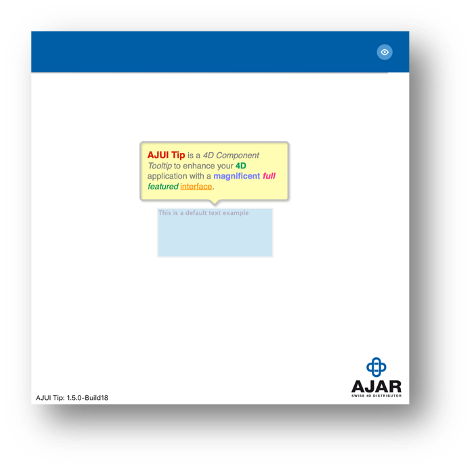 AJUI Tip is a 4D Component
Tooltip to enhance your 4D
application with a magnificent full
featured interface.
This is a default text example
AJAR
SWISS 4D DISTRIBUTER
AJUI Tip: 1.5.0-Build18